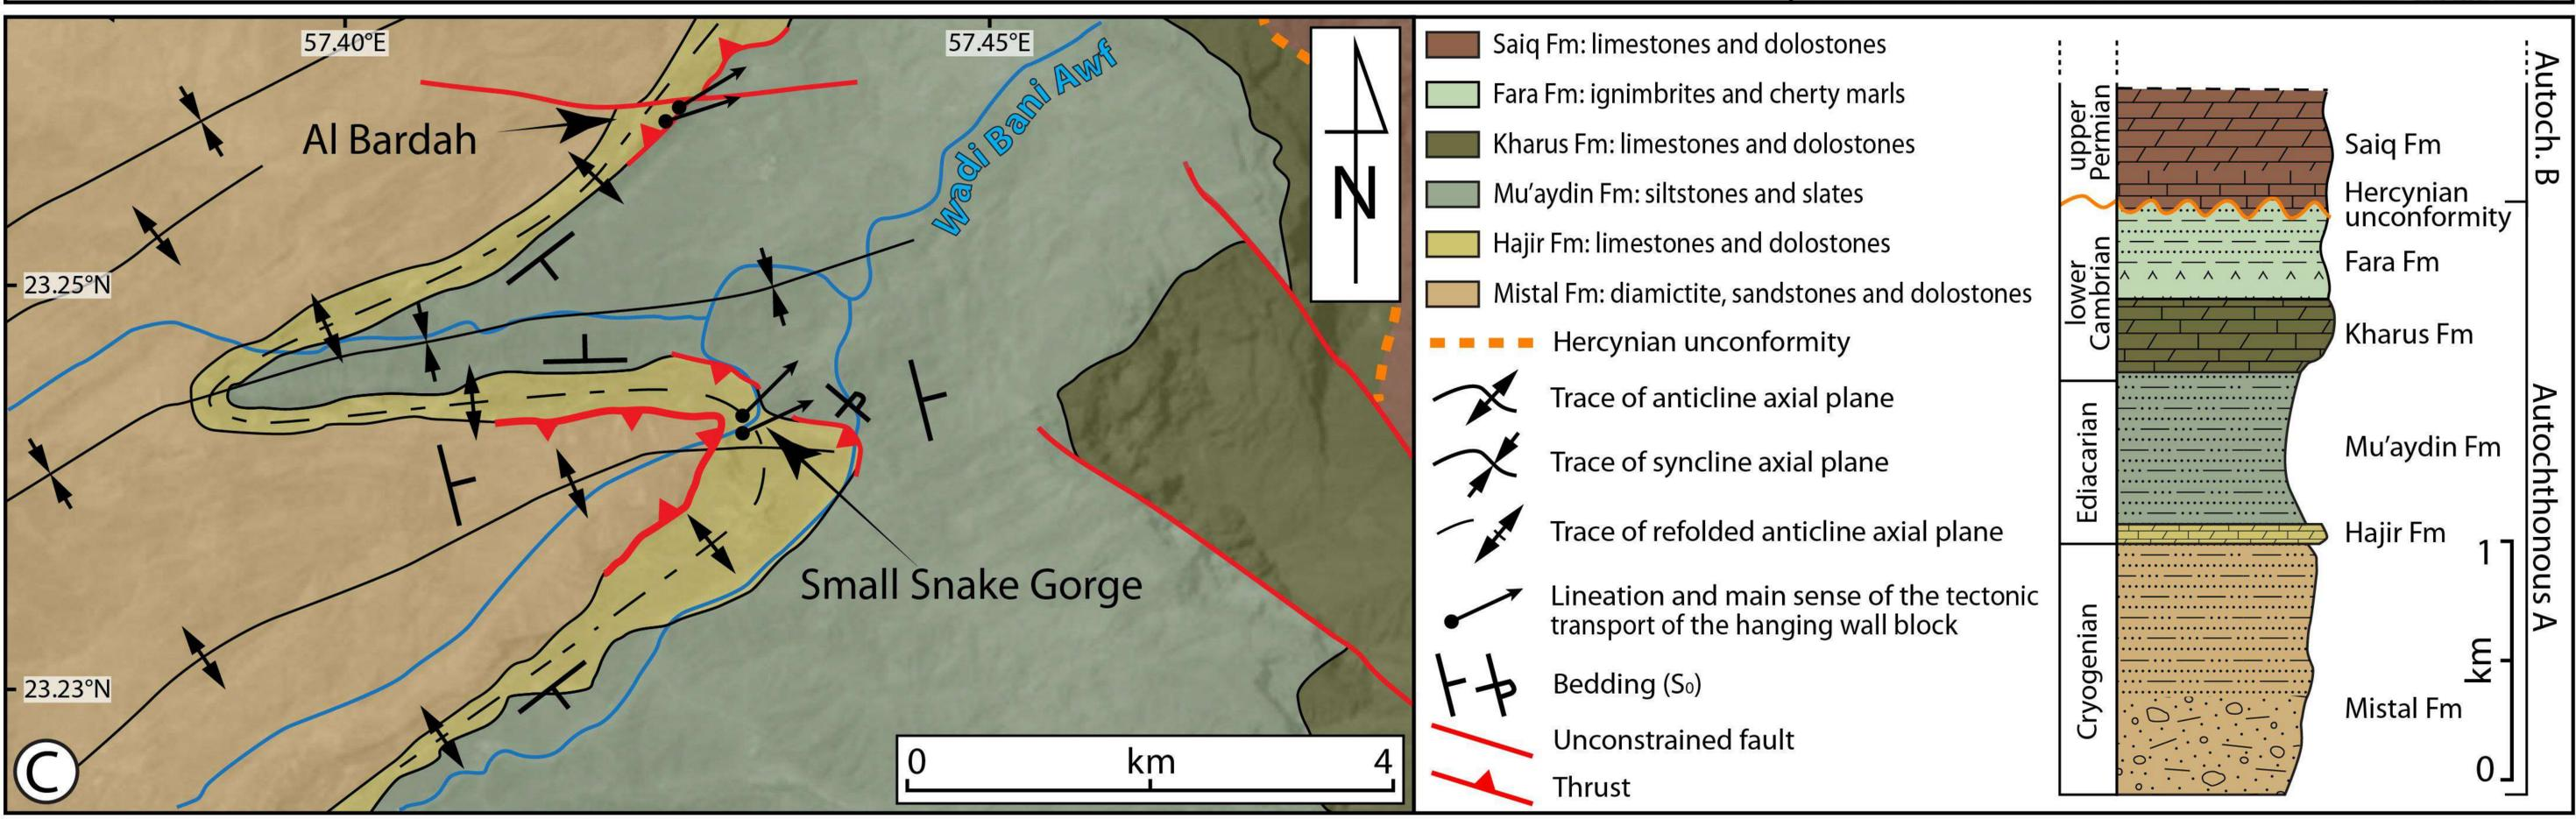 57.40°E
57.45°E
Al Bardah
wadi Bani Awf
N
23.25°N
Small Snake Gorge
23.23°N
C
0 km 4
Saiq Fm: limestones and dolostones
Fara Fm: ignimbrites and cherty marls
Kharus Fm: limestones and dolostones
Mu'aydin Fm: siltstones and slates
Hajir Fm: limestones and dolostones
Mistal Fm: diamictite, sandstones and dolostones
Hercynian unconformity
Trace of anticline axial plane
Trace of syncline axial plane
Trace of refolded anticline axial plane
Lineation and main sense of the tectonic
transport of the hanging wall block
Bedding (S₀)
Unconstrained fault
Thrust
upper
Permian
lower
Cambrian
Ediacarian
Cryogenian
Saiq Fm
Hercynian
unconformity
Fara Fm
Kharus Fm
Mu'aydin Fm
Hajir Fm
Mistal Fm
1
km
0
Autoch. B
Autochthonous A